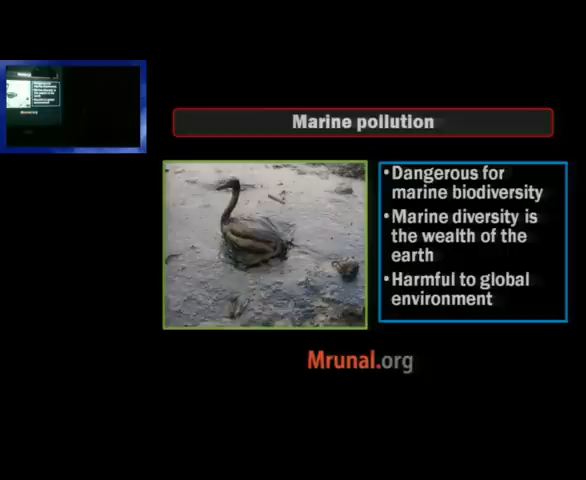 Marine pollution
•Dangerous for
marine biodiversity
•Marine diversity is
the wealth of the
earth
•Harmful to global
environment
Mrunal.org